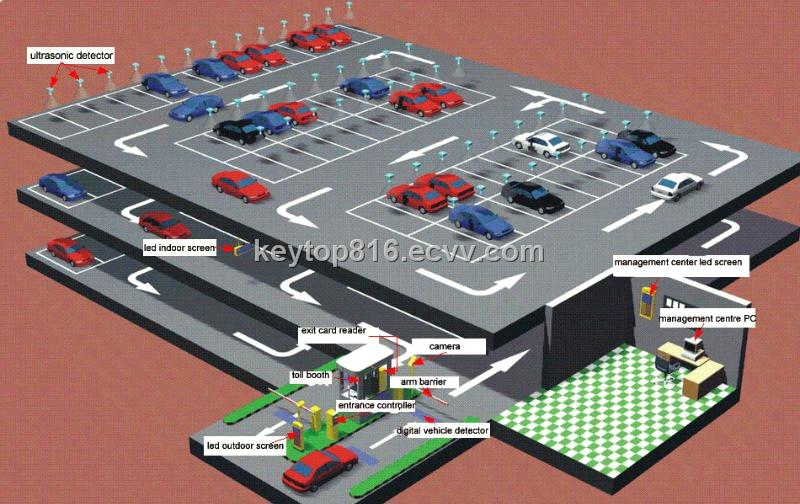 ultrasonic detector
led indoor screen
keytop816.ecvv.com
management center led screen
management centre PC
exit card reader
camera
toll booth
arm barrier
entrance controller
led outdoor screen
digital vehicle detector